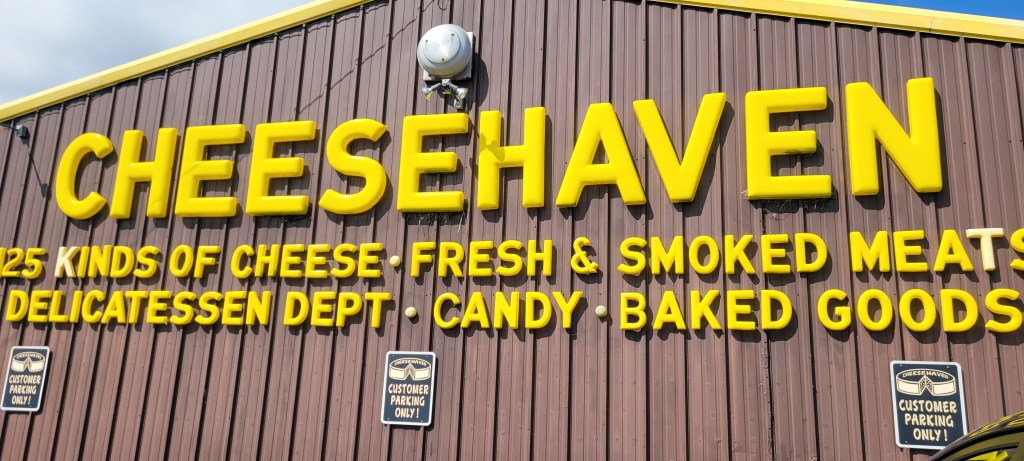 CHEESEHAVEN
125 KINDS OF CHEESE • FRESH & SMOKED MEATS
DELICATESSEN DEPT • CANDY • BAKED GOODS
CHEESEHAVEN
CUSTOMER
PARKING
ONLY!
CHEESEHAVEN
CUSTOMER
PARKING
ONLY!
CHEESEHAVEN
CUSTOMER
PARKING
ONLY!